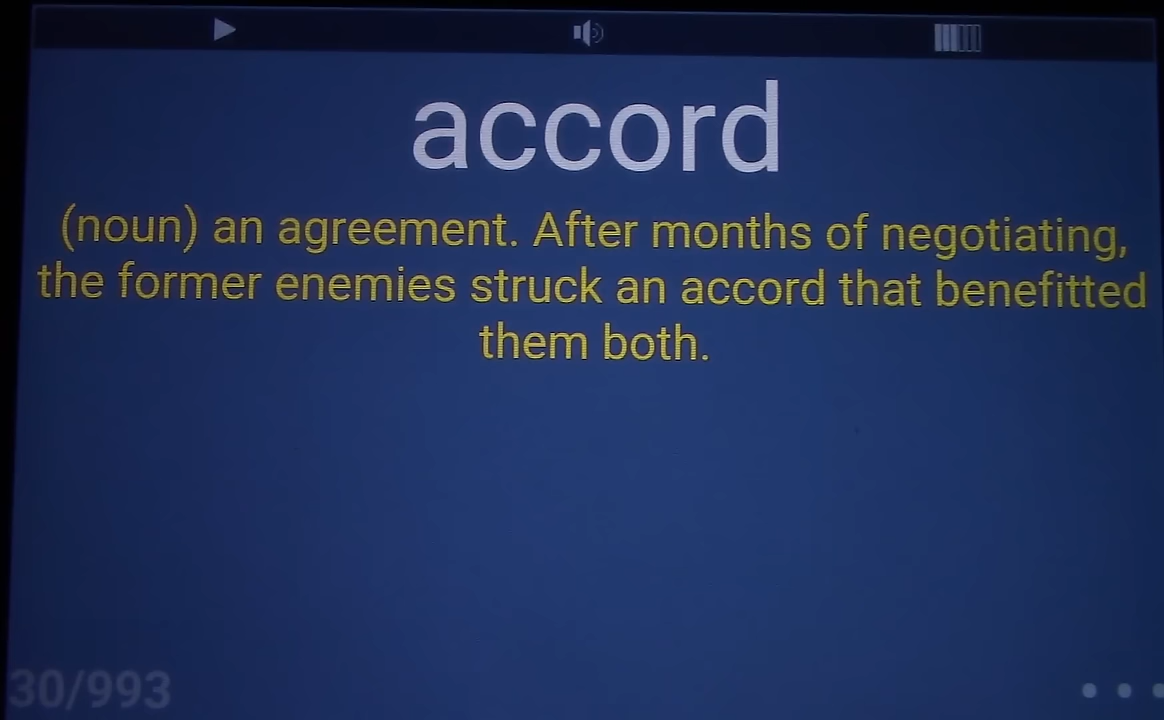 accord
(noun) an agreement. After months of negotiating,
the former enemies struck an accord that benefitted
them both.
30/993